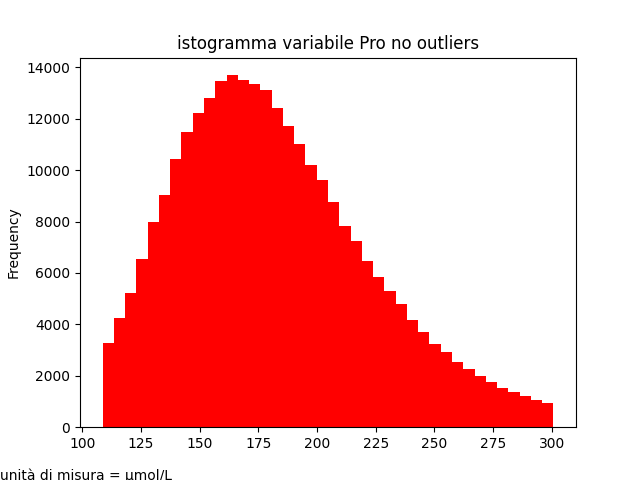 istogramma variabile Pro no outliers
14000
12000
10000
8000
6000
4000
2000
0
Frequency
100 125 150 175 200 225 250 275 300
unità di misura = μmol/L